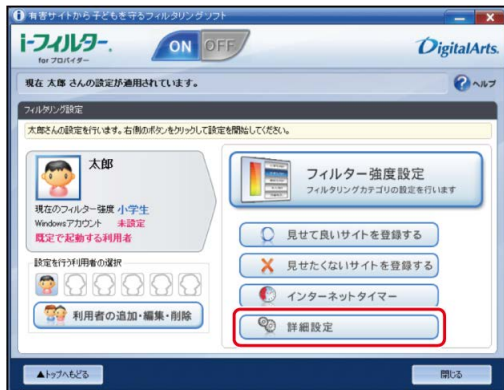 有害サイトから子どもを守るフィルタリングソフト
i-フィルター®
for プロバイダー
ON OFF
DigitalArts®
現在 太郎 さんの設定が適用されています。
ヘルプ
フィルタリング設定
太郎さんの設定を行います。右側のボタンをクリックして設定を開始してください。
太郎
現在のフィルター強度 小学生
Windowsアカウント 未設定
既定で起動する利用者
設定を行う利用者の選択
利用者の追加・編集・削除
フィルター強度設定
フィルタリングカテゴリの設定を行います
見せて良いサイトを登録する
見せたくないサイトを登録する
インターネットタイマー
詳細設定
▲トップへもどる
閉じる